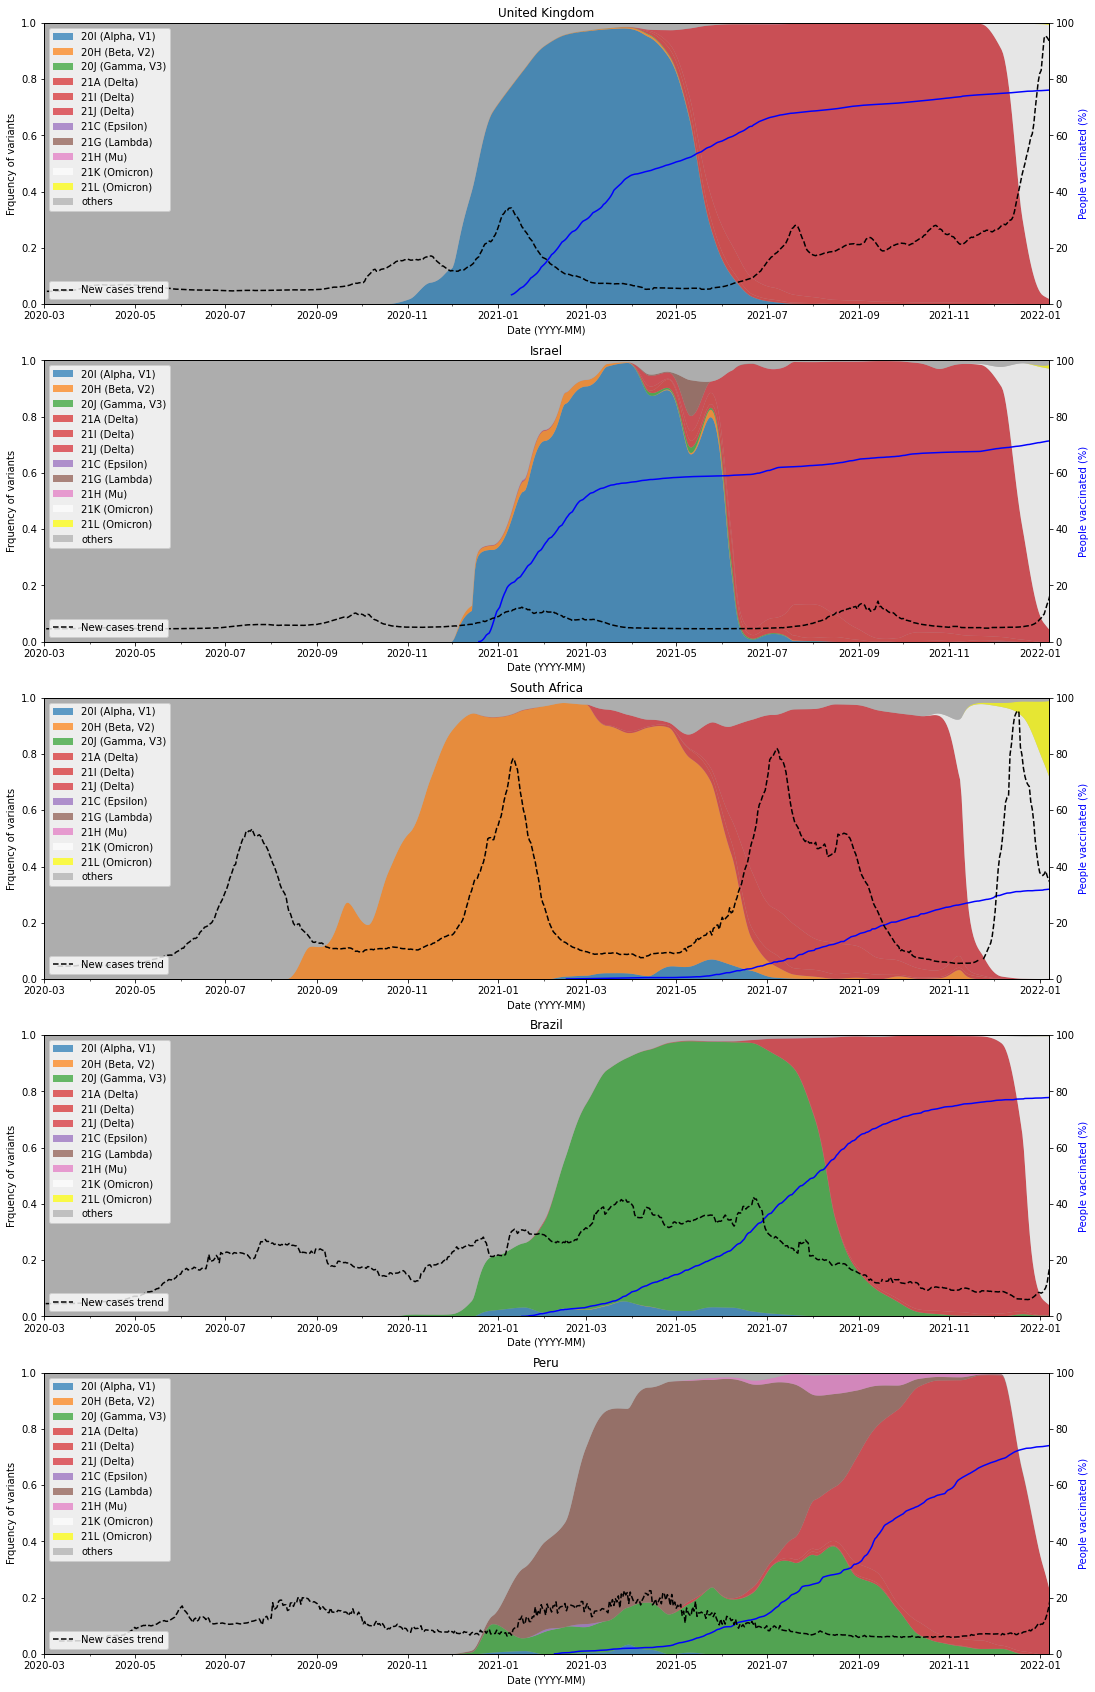 United Kingdom
1.0
0.8
0.6
0.4
0.2
0.0
Frquency of variants
20I (Alpha, V1)
20H (Beta, V2)
20J (Gamma, V3)
21A (Delta)
21I (Delta)
21J (Delta)
21C (Epsilon)
21G (Lambda)
21H (Mu)
21K (Omicron)
21L (Omicron)
others
New cases trend
100
80
60
40
20
0
People vaccinated (%)
2020-03 2020-05 2020-07 2020-09 2020-11 2021-01 2021-03 2021-05 2021-07 2021-09 2021-11 2022-01
Date (YYYY-MM)
Israel
1.0
0.8
0.6
0.4
0.2
0.0
Frquency of variants
20I (Alpha, V1)
20H (Beta, V2)
20J (Gamma, V3)
21A (Delta)
21I (Delta)
21J (Delta)
21C (Epsilon)
21G (Lambda)
21H (Mu)
21K (Omicron)
21L (Omicron)
others
New cases trend
100
80
60
40
20
0
People vaccinated (%)
2020-03 2020-05 2020-07 2020-09 2020-11 2021-01 2021-03 2021-05 2021-07 2021-09 2021-11 2022-01
Date (YYYY-MM)
South Africa
1.0
0.8
0.6
0.4
0.2
0.0
Frquency of variants
20I (Alpha, V1)
20H (Beta, V2)
20J (Gamma, V3)
21A (Delta)
21I (Delta)
21J (Delta)
21C (Epsilon)
21G (Lambda)
21H (Mu)
21K (Omicron)
21L (Omicron)
others
New cases trend
100
80
60
40
20
0
People vaccinated (%)
2020-03 2020-05 2020-07 2020-09 2020-11 2021-01 2021-03 2021-05 2021-07 2021-09 2021-11 2022-01
Date (YYYY-MM)
Brazil
1.0
0.8
0.6
0.4
0.2
0.0
Frquency of variants
20I (Alpha, V1)
20H (Beta, V2)
20J (Gamma, V3)
21A (Delta)
21I (Delta)
21J (Delta)
21C (Epsilon)
21G (Lambda)
21H (Mu)
21K (Omicron)
21L (Omicron)
others
New cases trend
100
80
60
40
20
0
People vaccinated (%)
2020-03 2020-05 2020-07 2020-09 2020-11 2021-01 2021-03 2021-05 2021-07 2021-09 2021-11 2022-01
Date (YYYY-MM)
Peru
1.0
0.8
0.6
0.4
0.2
0.0
Frquency of variants
20I (Alpha, V1)
20H (Beta, V2)
20J (Gamma, V3)
21A (Delta)
21I (Delta)
21J (Delta)
21C (Epsilon)
21G (Lambda)
21H (Mu)
21K (Omicron)
21L (Omicron)
others
New cases trend
100
80
60
40
20
0
People vaccinated (%)
2020-03 2020-05 2020-07 2020-09 2020-11 2021-01 2021-03 2021-05 2021-07 2021-09 2021-11 2022-01
Date (YYYY-MM)